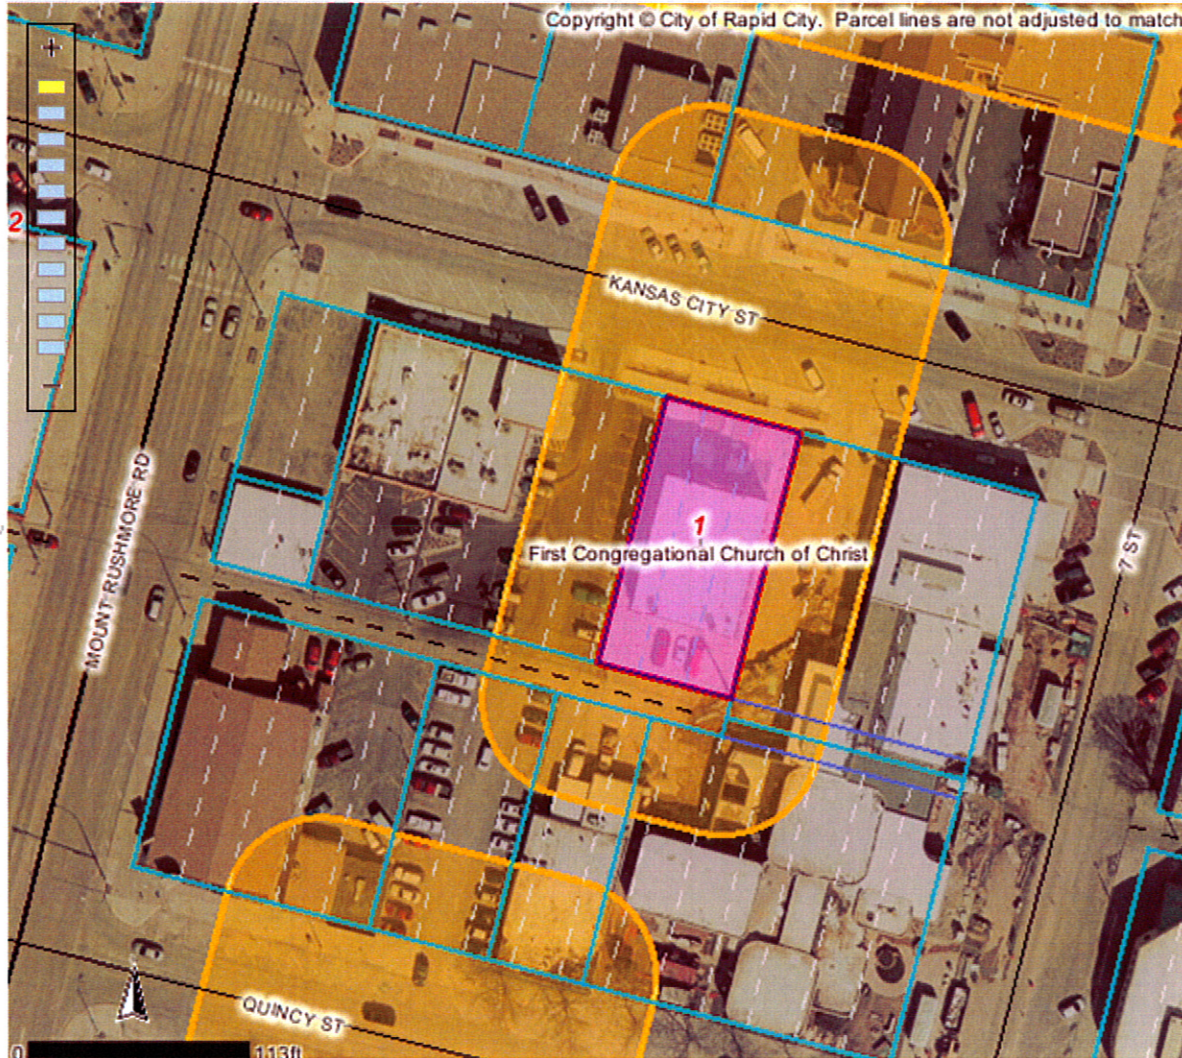 Copyright © City of Rapid City. Parcel lines are not adjusted to match
+
2
KANSAS CITY ST
MOUNT RUSHMORE RD
1
First Congregational Church of Christ
7 ST
−
QUINCY ST
0 113ft